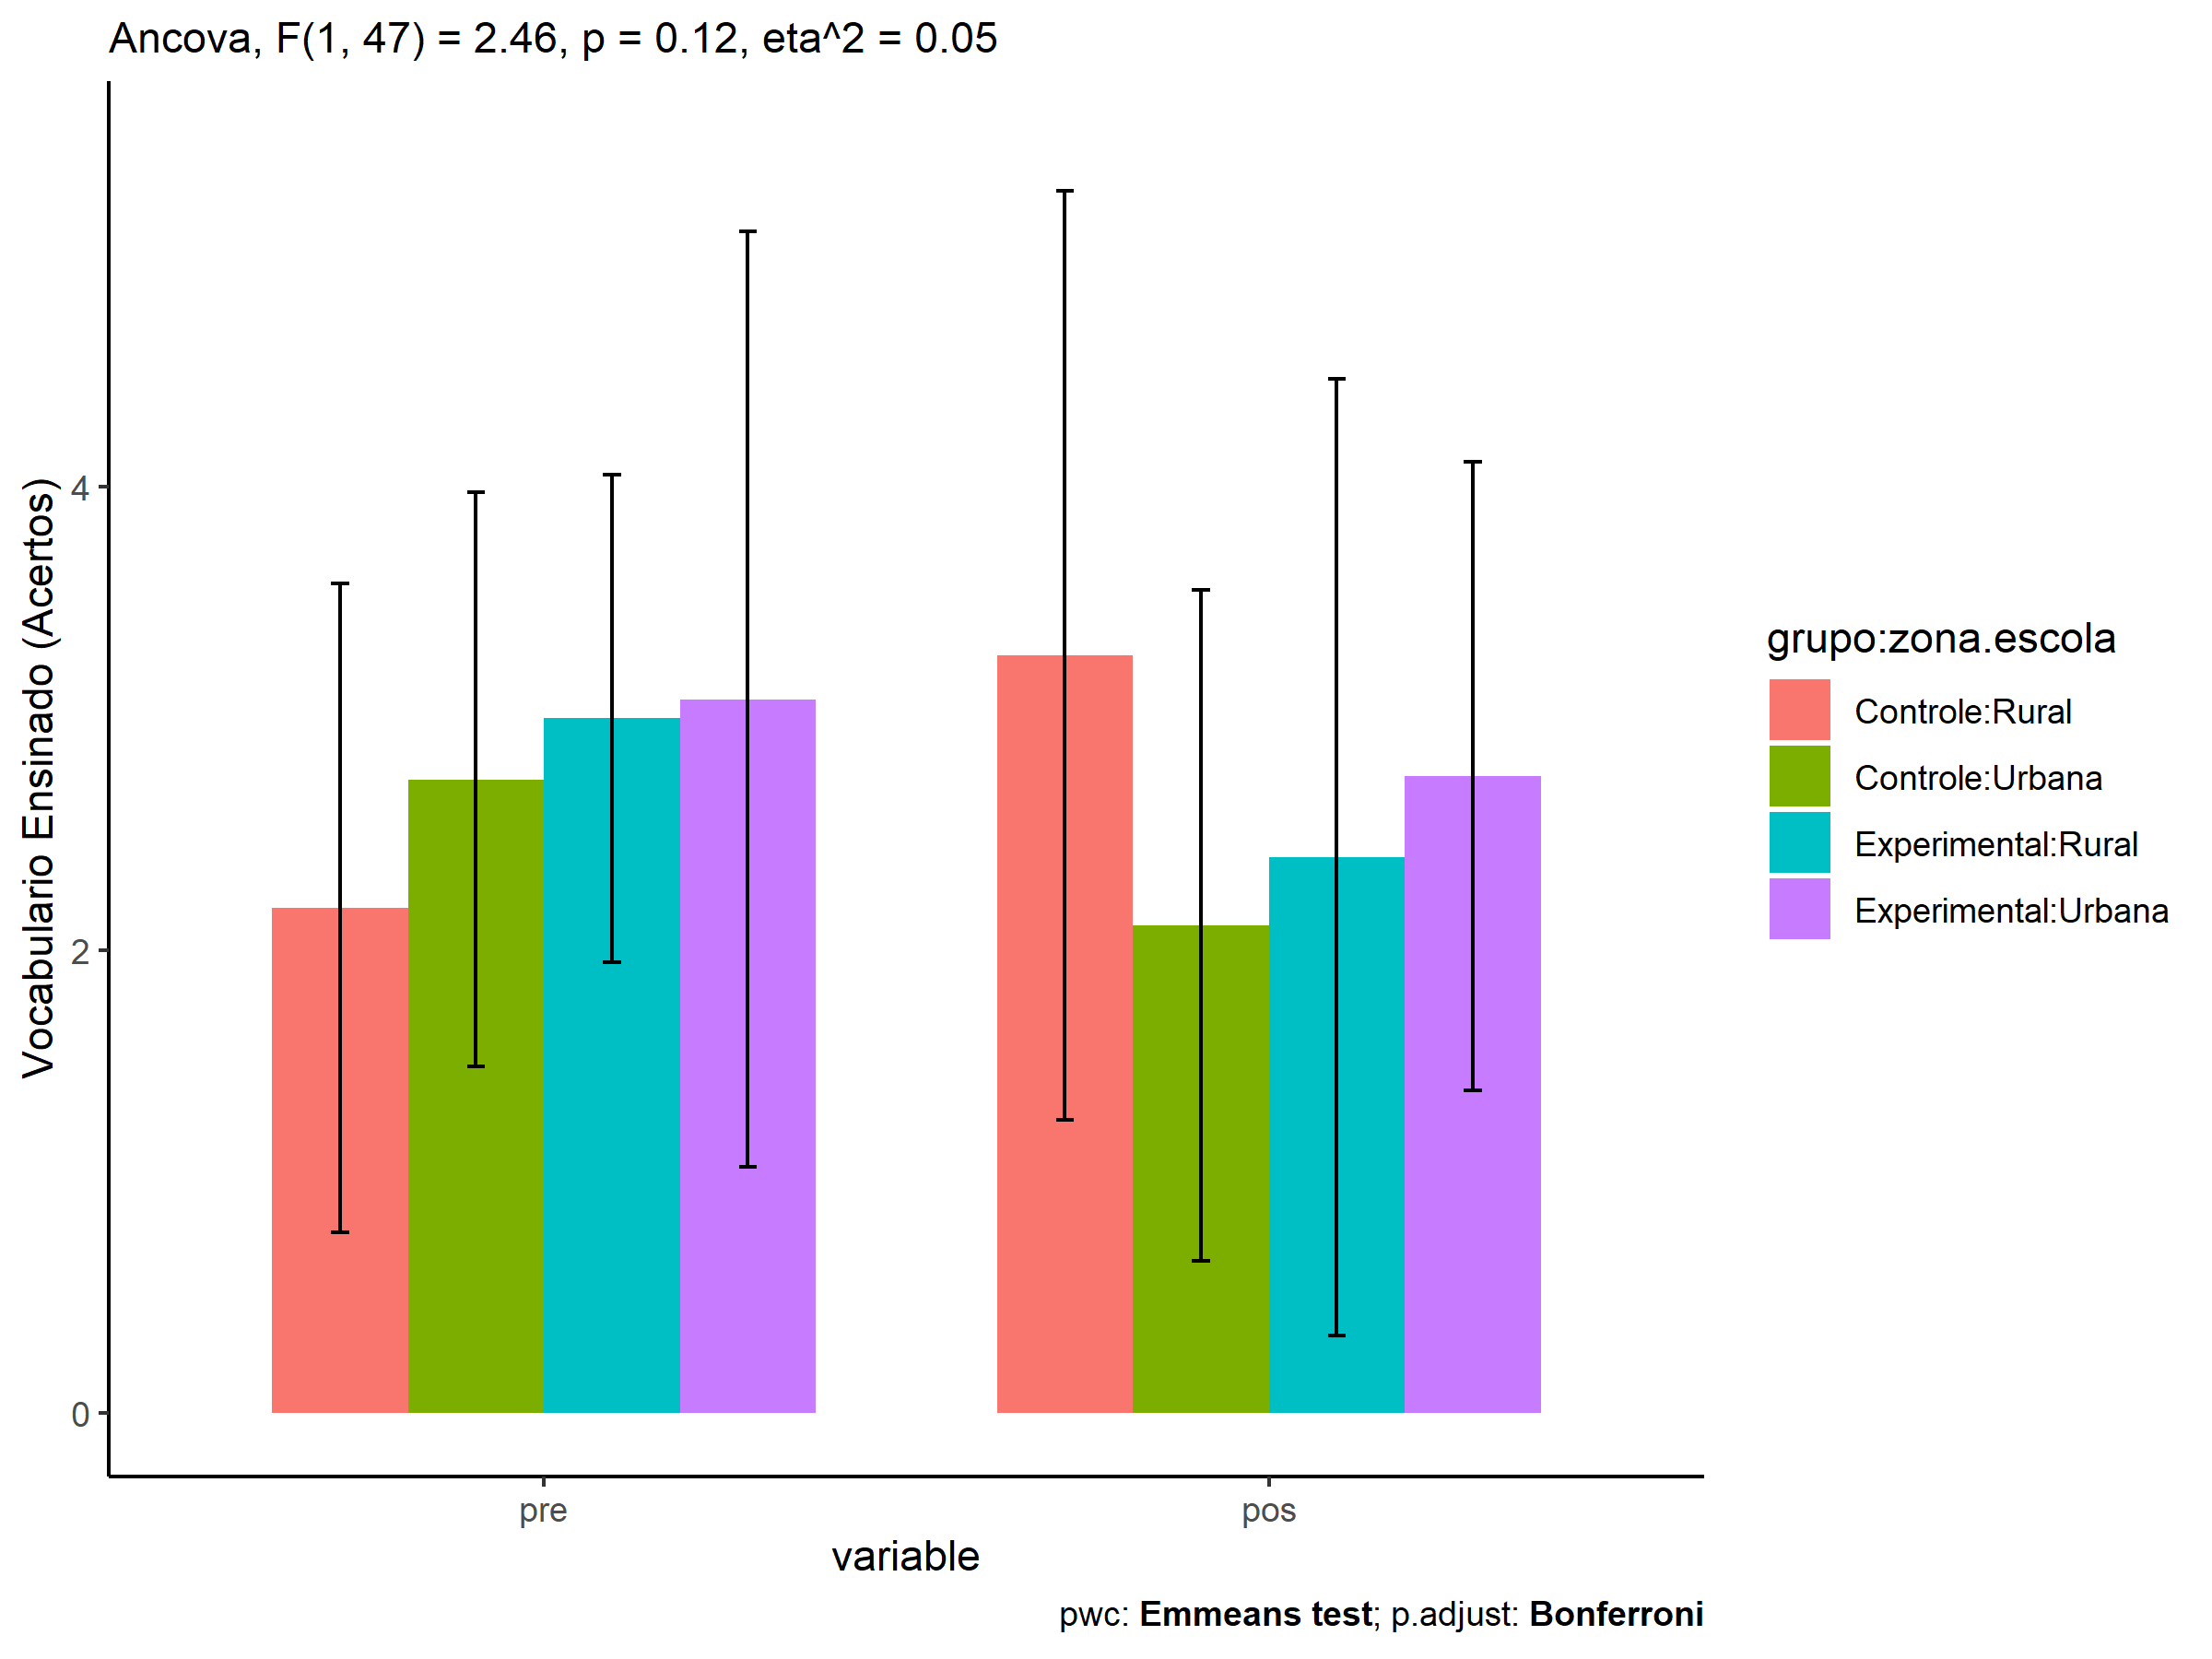 Ancova, F(1, 47) = 2.46, p = 0.12, eta^2 = 0.05
Vocabulario Ensinado (Acertos)
4
2
0
pre
pos
variable
grupo:zona.escola
Controle:Rural
Controle:Urbana
Experimental:Rural
Experimental:Urbana
pwc: Emmeans test; p.adjust: Bonferroni